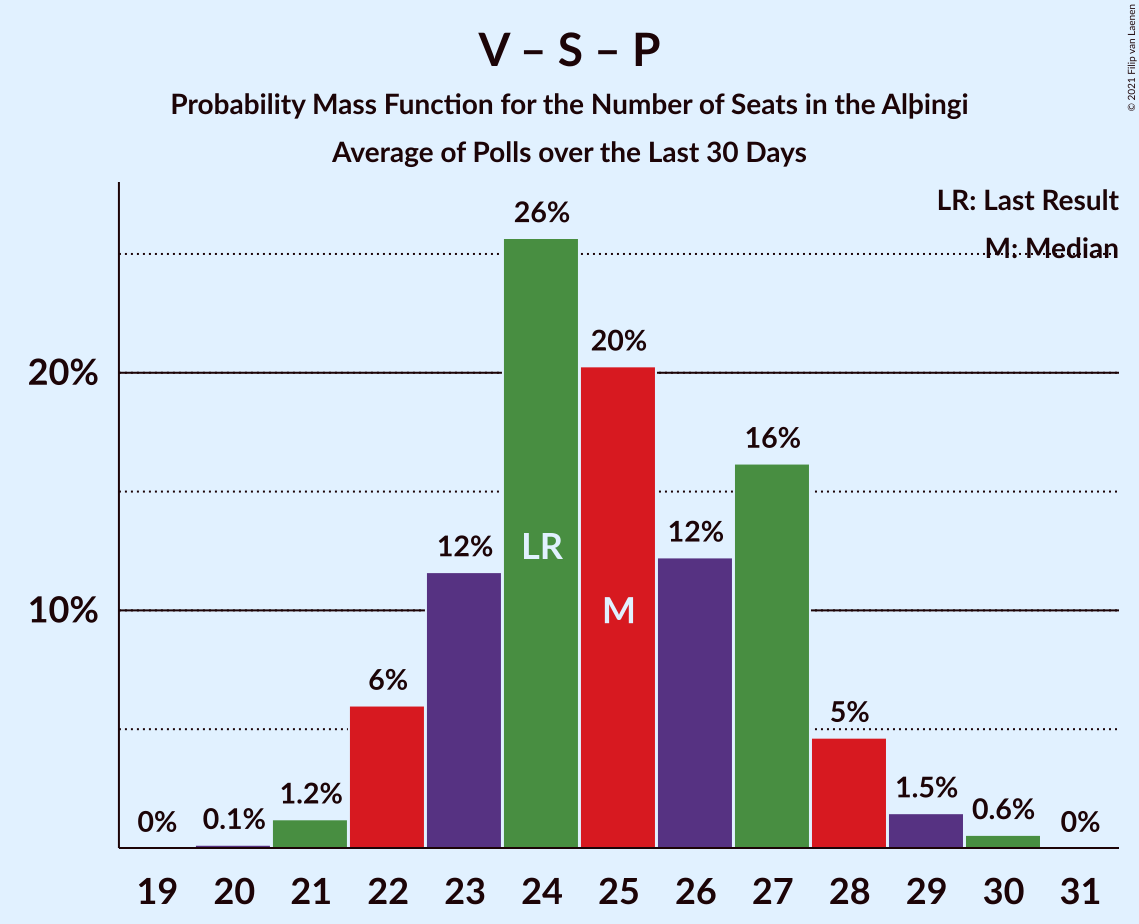 V – S – P
Probability Mass Function for the Number of Seats in the Alþingi
Average of Polls over the Last 30 Days
© 2021 Filip van Laenen
LR: Last Result
M: Median
26%
20%
20%
16%
12%
12%
LR
M
10%
6%
5%
1.2%
1.5%
0%
0.1%
0.6%
0%
19 20 21 22 23 24 25 26 27 28 29 30 31